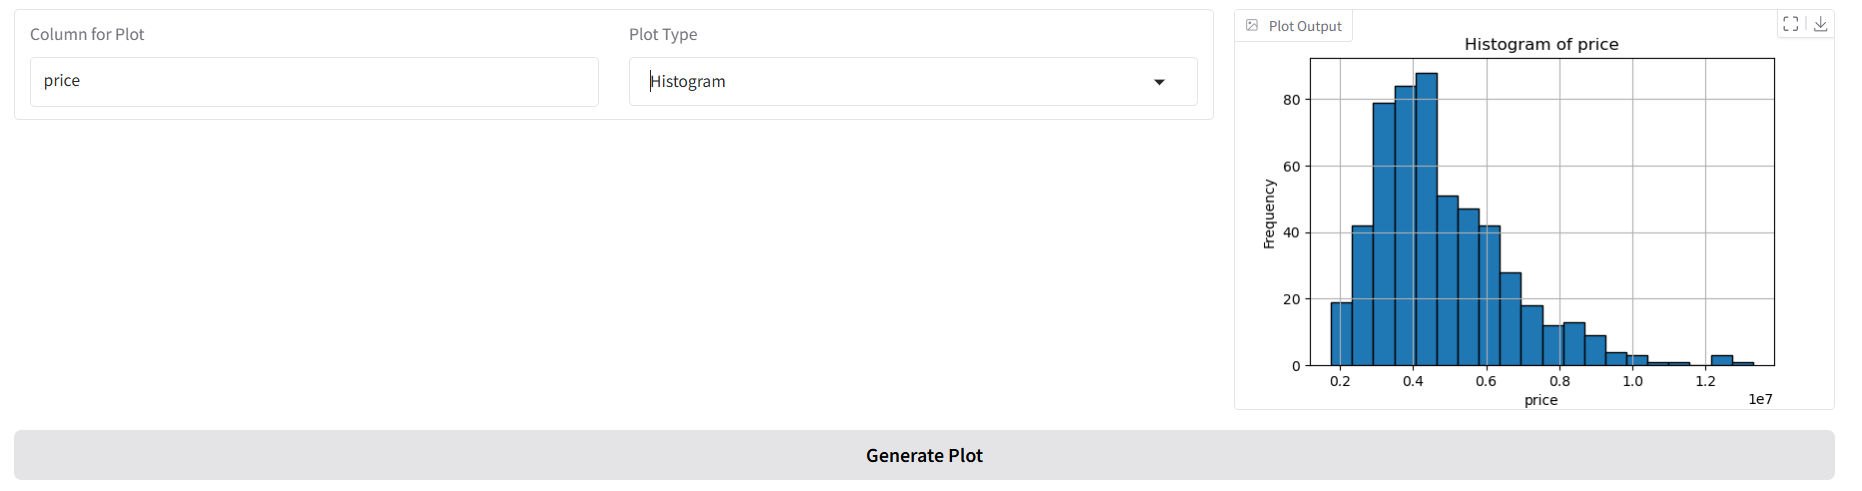 Column for Plot
price
Plot Type
Histogram
Plot Output
Histogram of price
Frequency
80
60
40
20
0
0.2 0.4 0.6 0.8 1.0 1.2
1e7
price
Generate Plot